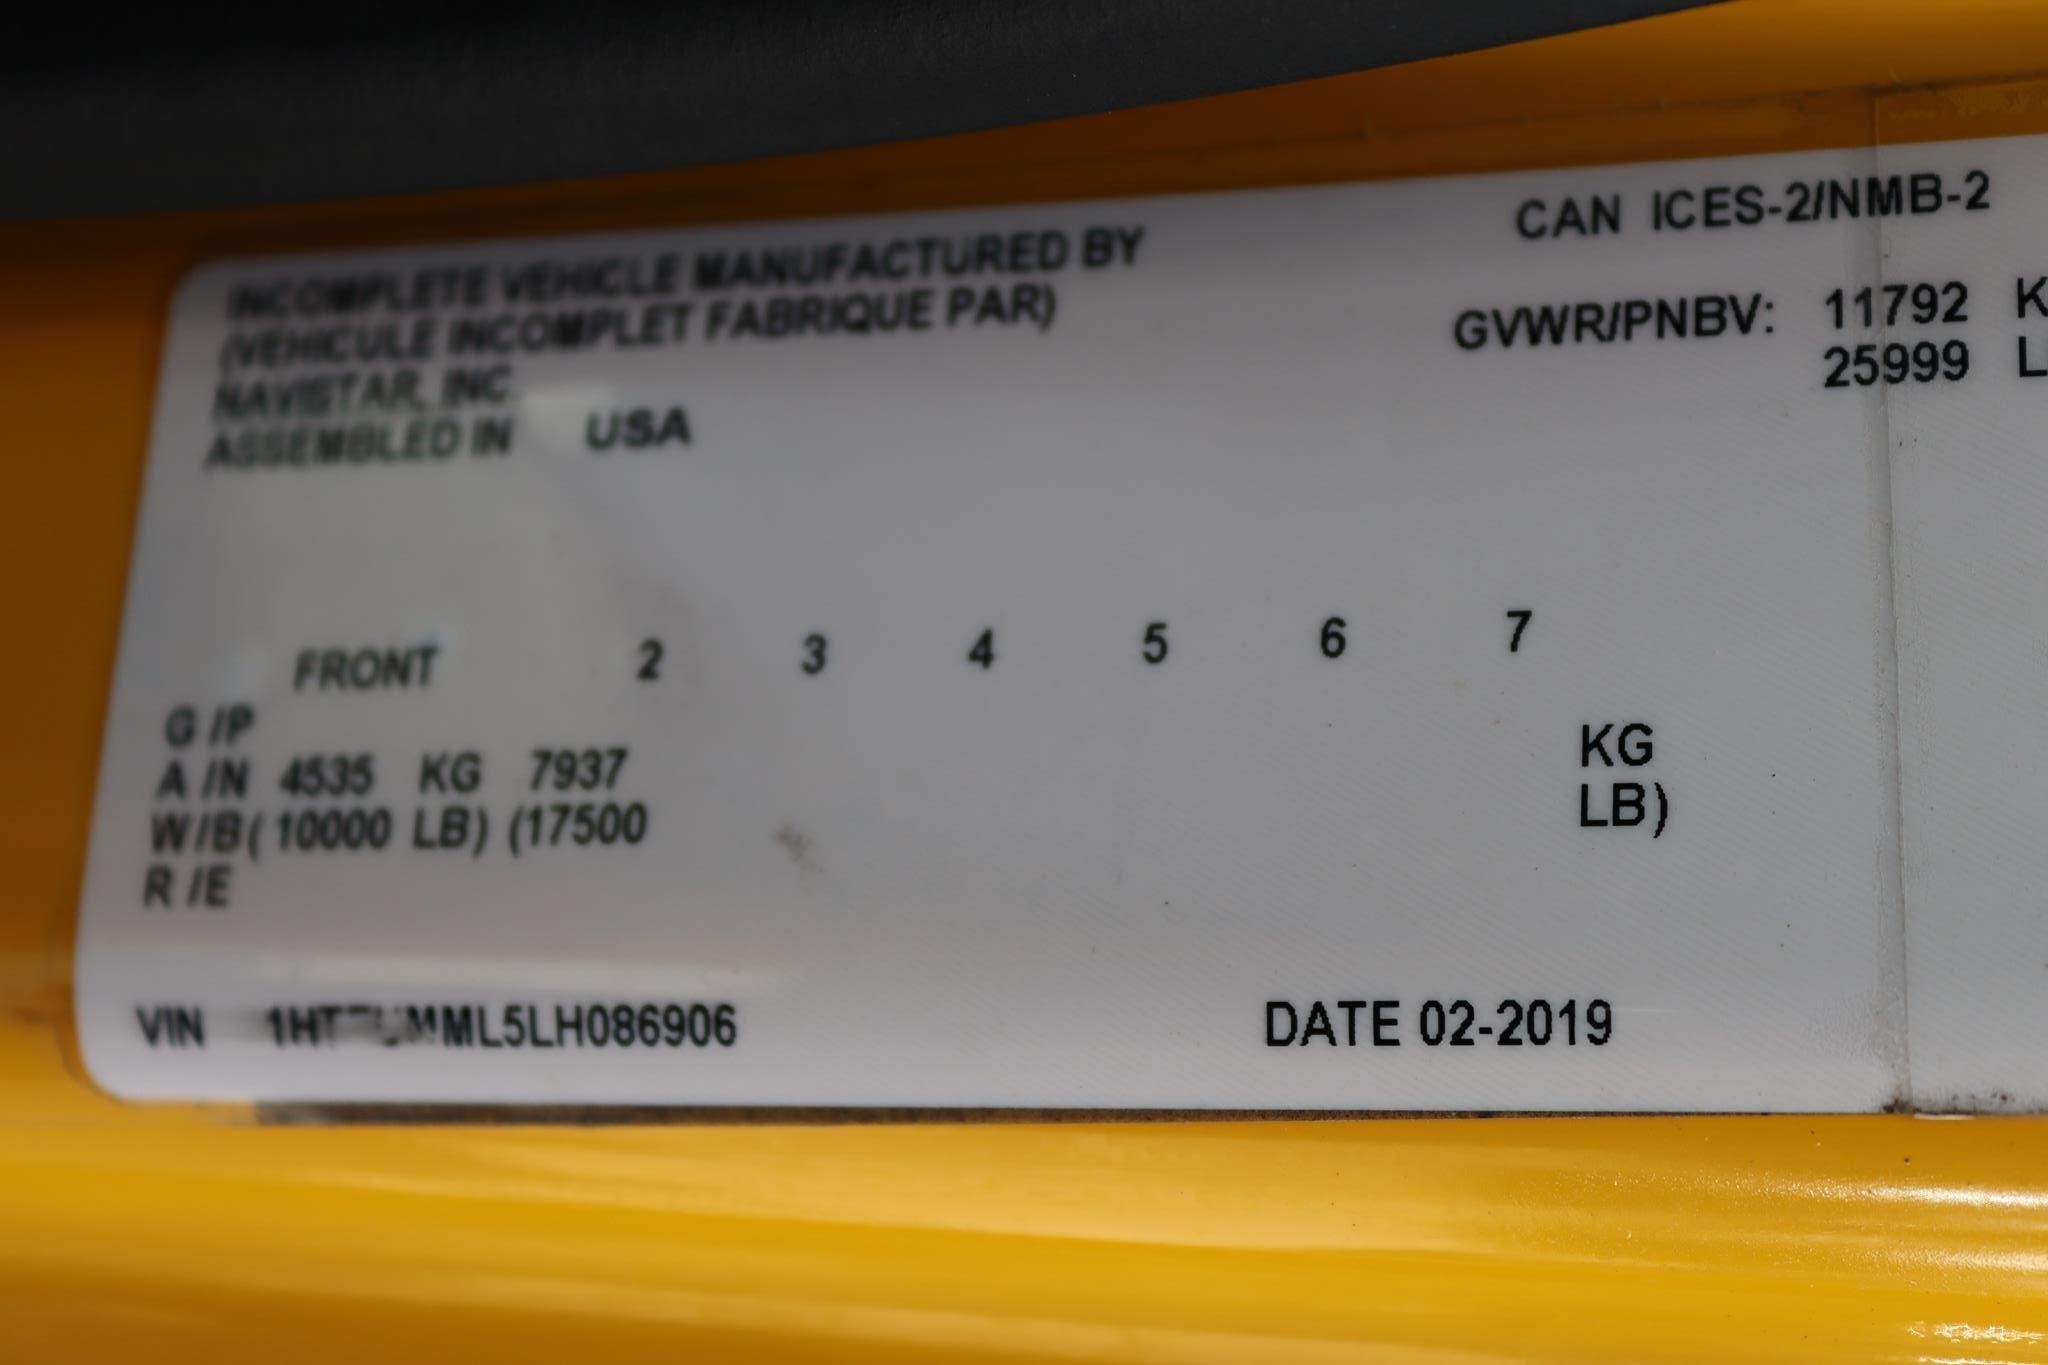 CAN ICES-2/NMB-2
INCOMPLETE VEHICLE MANUFACTURED BY
(VEHICULE INCOMPLET FABRIQUE PAR)
NAVISTAR, INC.
ASSEMBLED IN USA
GVWR/PNBV: 11792 K
25999 L
FRONT 2 3 4 5 6 7
G /P
A /N 4535 KG 7937 KG
W /B ( 10000 LB) (17500 LB)
R /E
VIN
DATE 02-2019